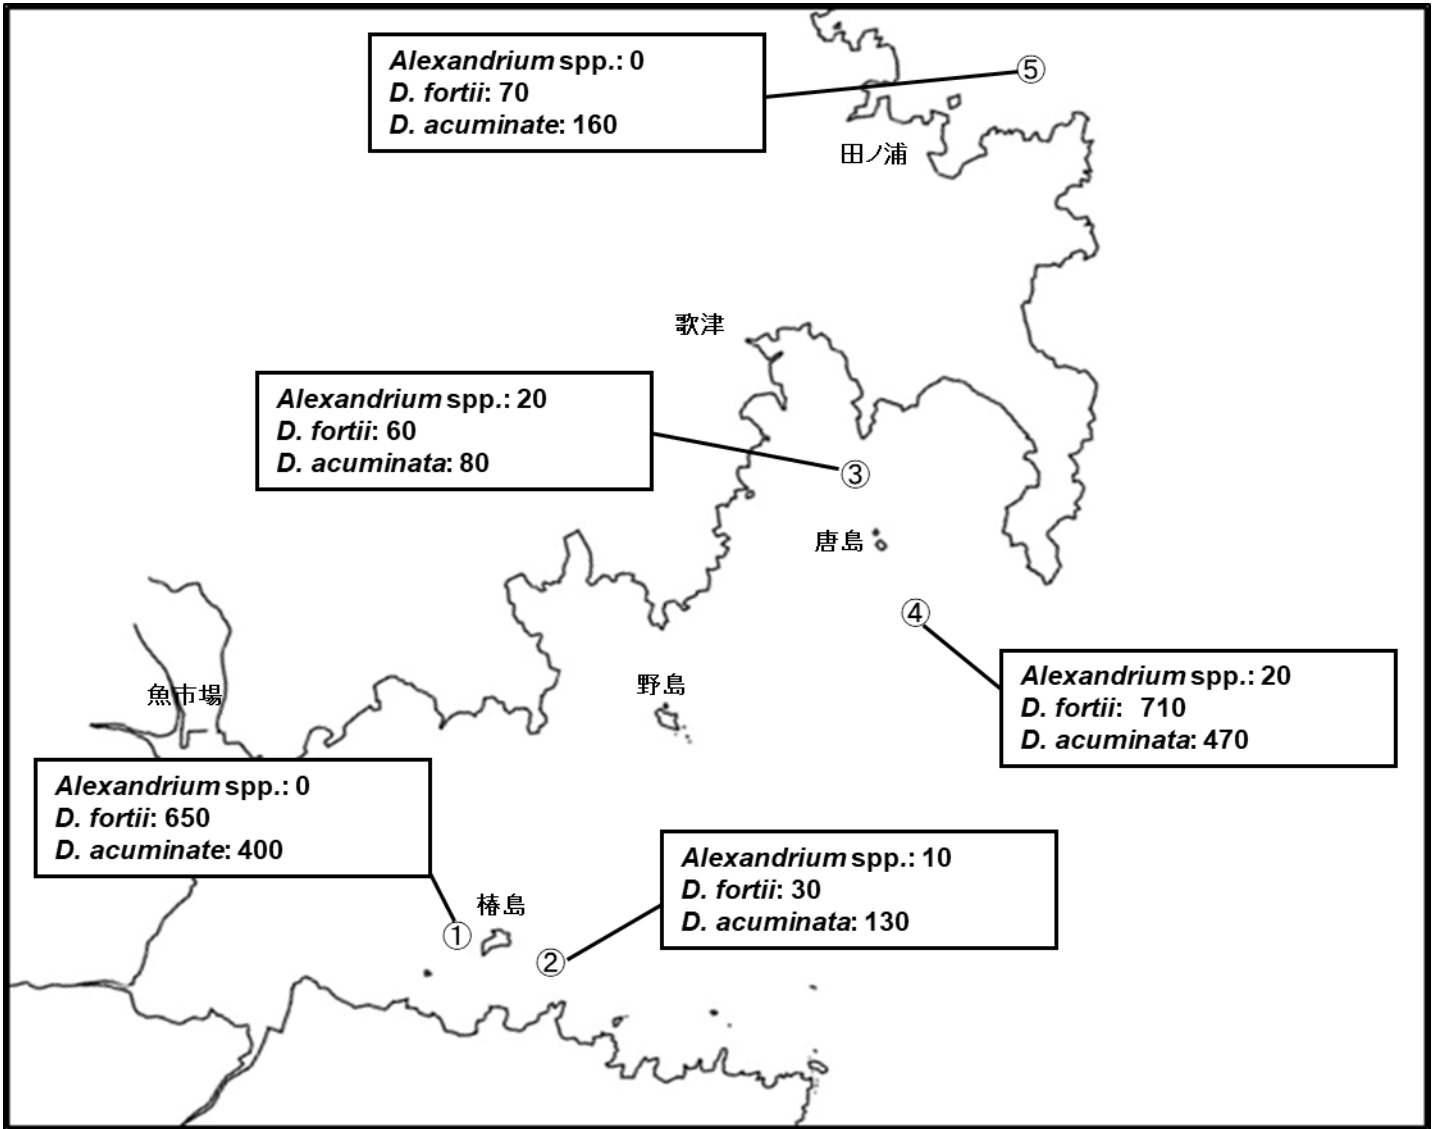 Alexandrium spp.: 0
D. fortii: 70
D. acuminate: 160
⑤
田ノ浦
歌津
Alexandrium spp.: 20
D. fortii: 60
D. acuminata: 80
③
唐島
④
Alexandrium spp.: 20
D. fortii: 710
D. acuminata: 470
野島
魚市場
Alexandrium spp.: 0
D. fortii: 650
D. acuminate: 400
椿島
①
②
Alexandrium spp.: 10
D. fortii: 30
D. acuminata: 130